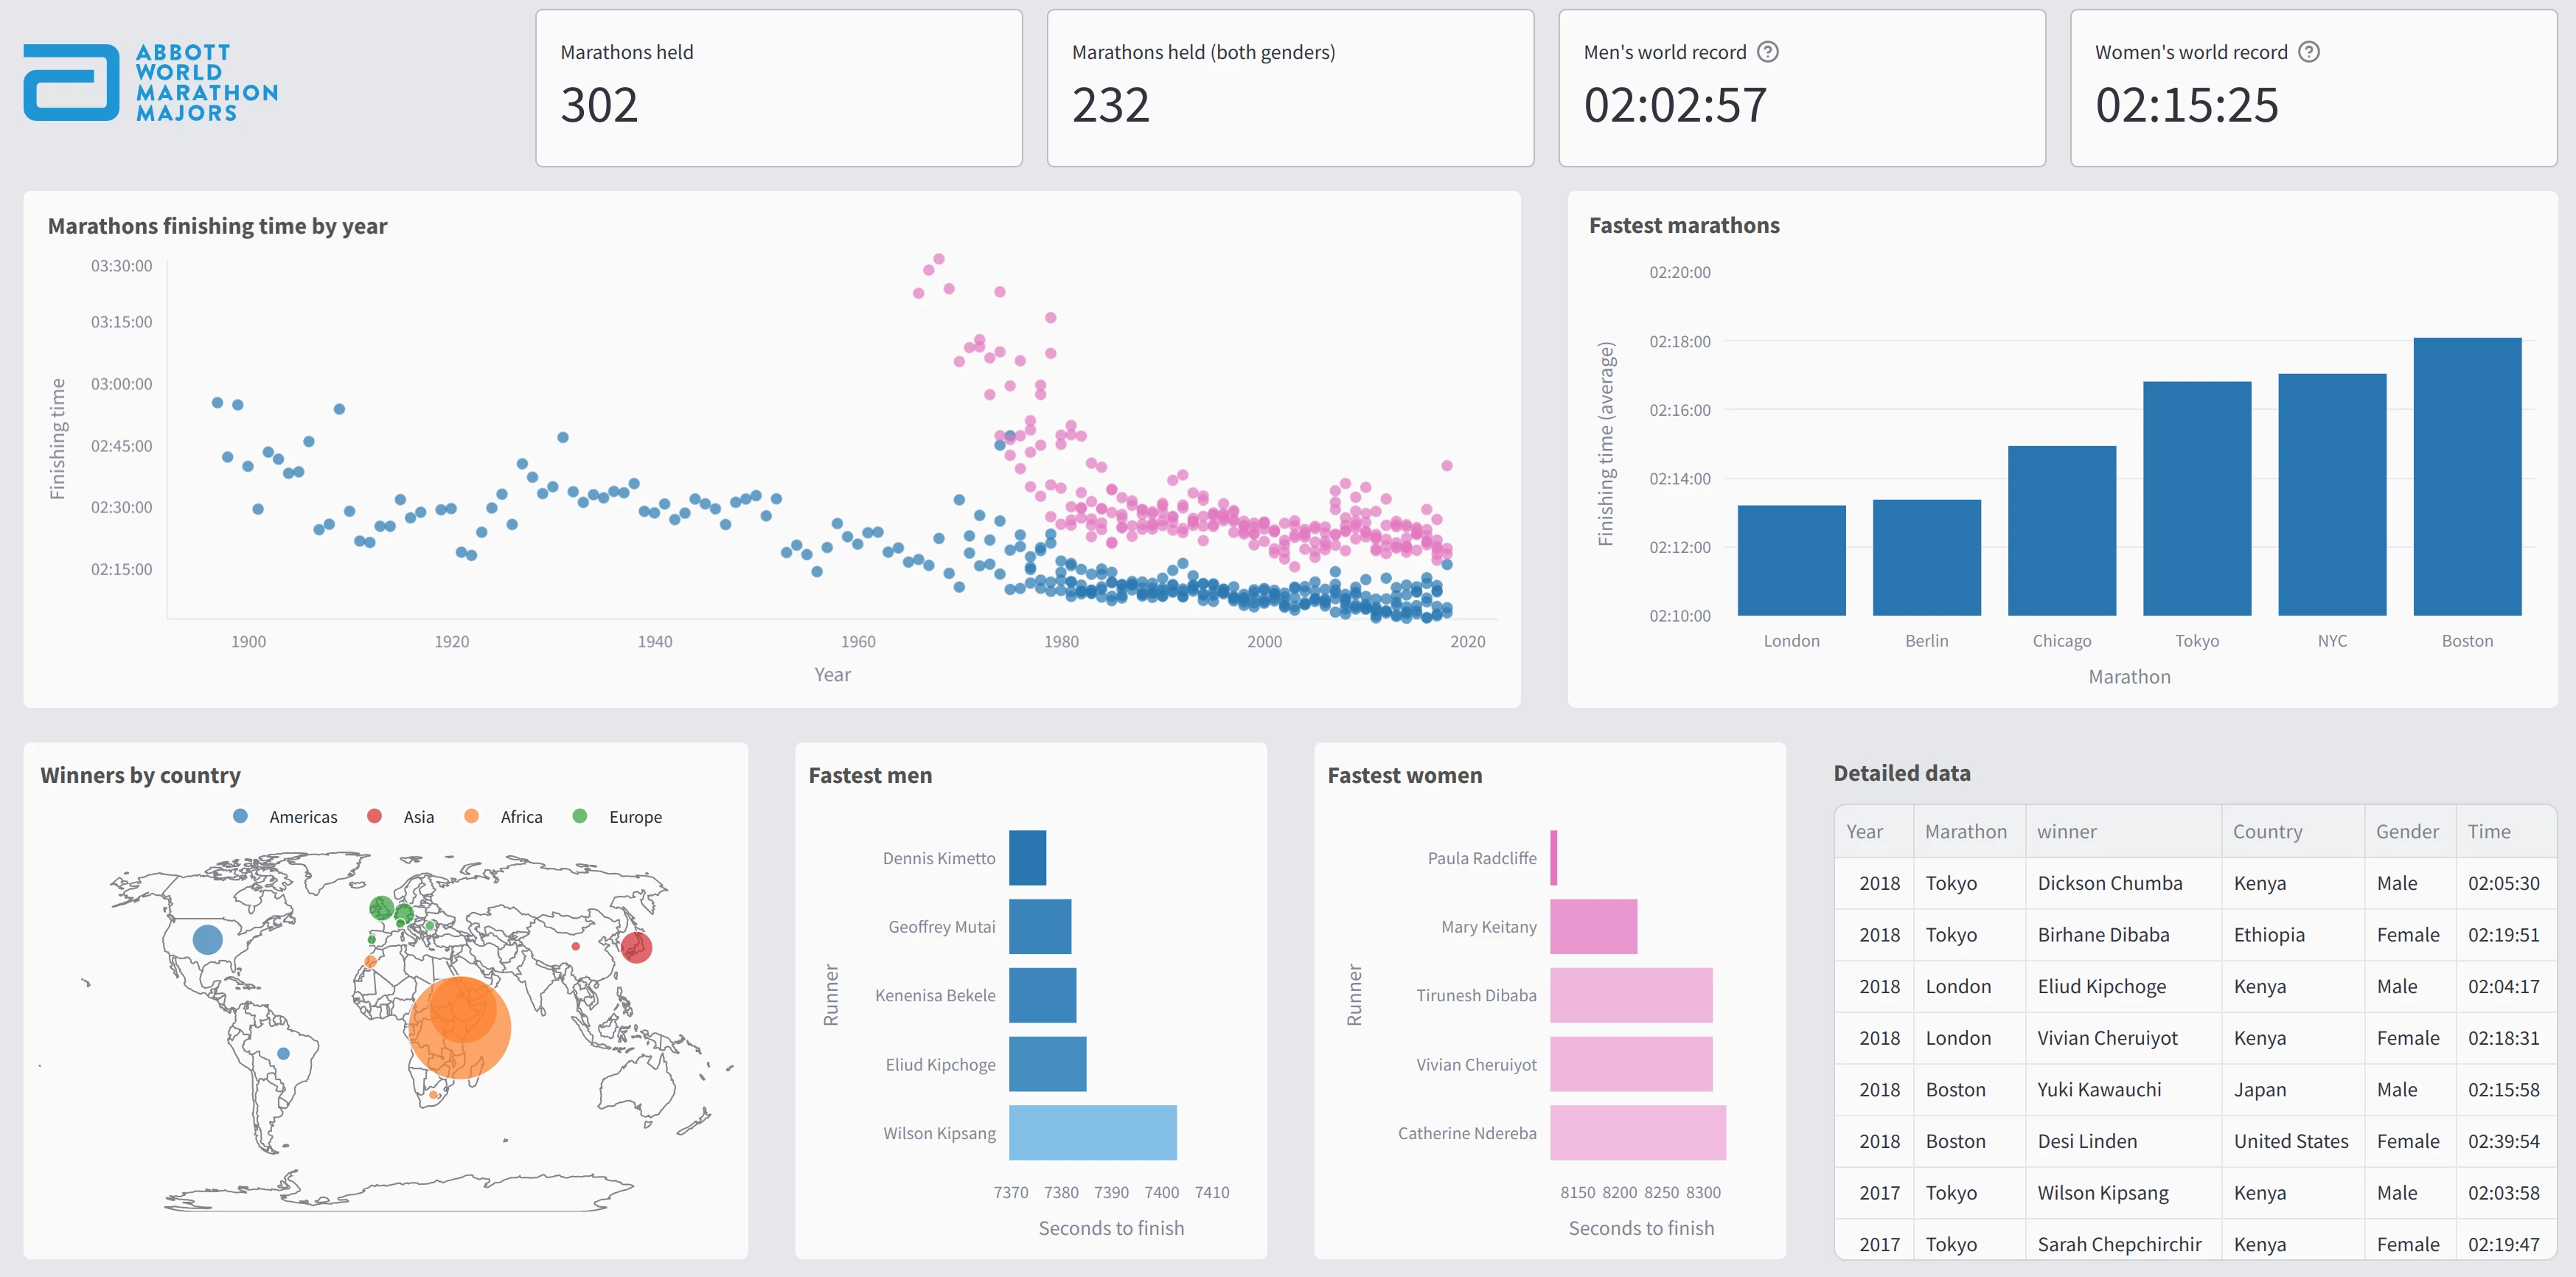 ABBOTT
WORLD
MARATHON
MAJORS
Marathons held
302
Marathons held (both genders)
232
Men's world record ?
02:02:57
Women's world record ?
02:15:25
Marathons finishing time by year
Finishing time
03:30:00
03:15:00
03:00:00
02:45:00
02:30:00
02:15:00
1900 1920 1940 1960 1980 2000 2020
Year
Fastest marathons
Finishing time (average)
02:20:00
02:18:00
02:16:00
02:14:00
02:12:00
02:10:00
London Berlin Chicago Tokyo NYC Boston
Marathon
Winners by country
Americas Asia Africa Europe
Fastest men
Runner
Dennis Kimetto
Geoffrey Mutai
Kenenisa Bekele
Eliud Kipchoge
Wilson Kipsang
7370 7380 7390 7400 7410
Seconds to finish
Fastest women
Runner
Paula Radcliffe
Mary Keitany
Tirunesh Dibaba
Vivian Cheruiyot
Catherine Ndereba
8150 8200 8250 8300
Seconds to finish
Detailed data
Year Marathon winner Country Gender Time
2018 Tokyo Dickson Chumba Kenya Male 02:05:30
2018 Tokyo Birhane Dibaba Ethiopia Female 02:19:51
2018 London Eliud Kipchoge Kenya Male 02:04:17
2018 London Vivian Cheruiyot Kenya Female 02:18:31
2018 Boston Yuki Kawauchi Japan Male 02:15:58
2018 Boston Desi Linden United States Female 02:39:54
2017 Tokyo Wilson Kipsang Kenya Male 02:03:58
2017 Tokyo Sarah Chepchirchir Kenya Female 02:19:47